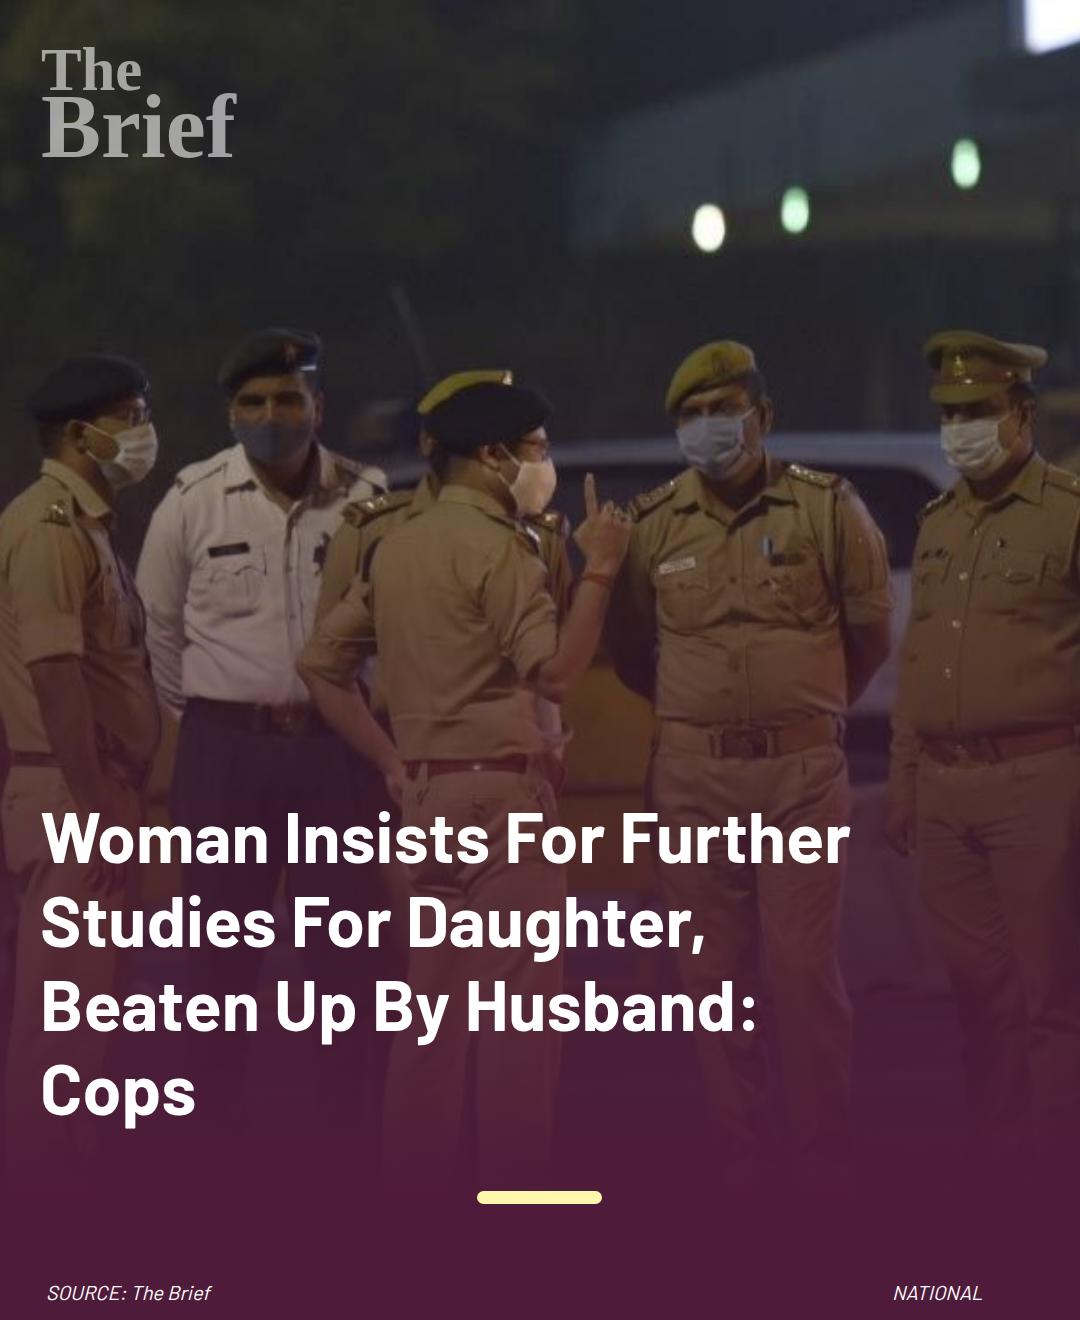 The
Brief
Woman Insists For Further
Studies For Daughter,
Beaten Up By Husband:
Cops
SOURCE: The Brief
NATIONAL